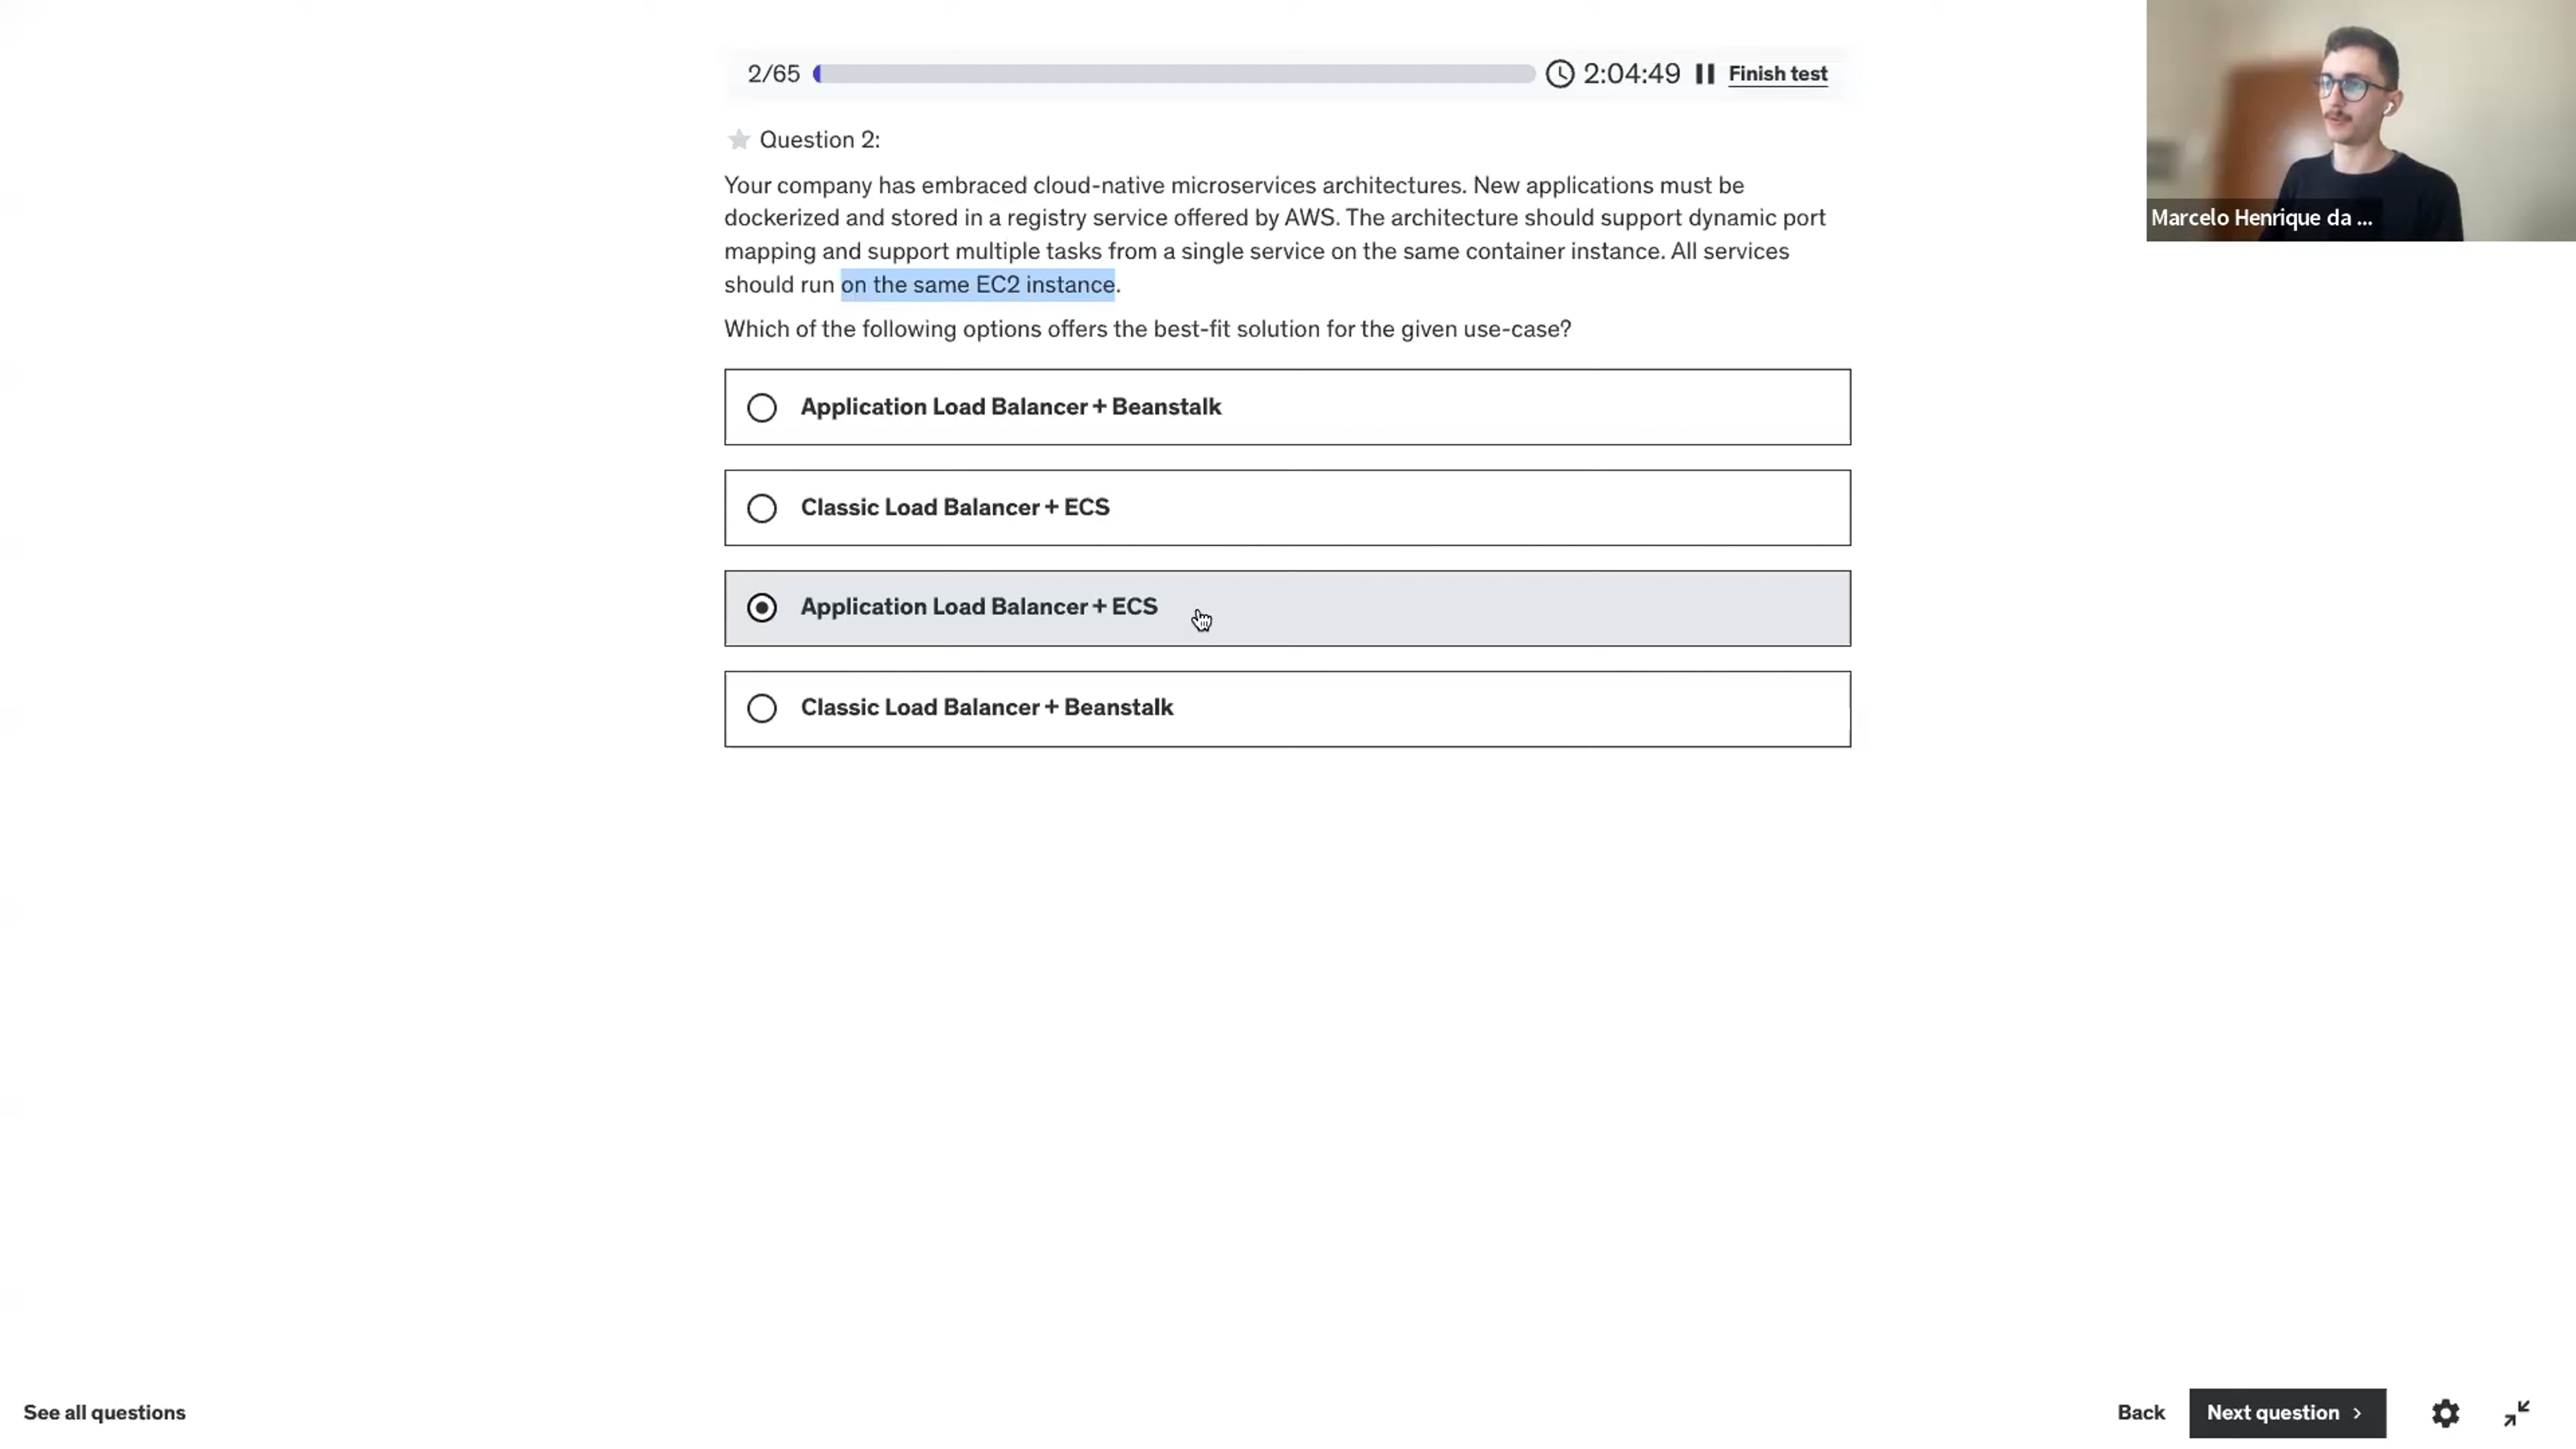 2/65
2:04:49
Finish test
Question 2:
Your company has embraced cloud-native microservices architectures. New applications must be
dockerized and stored in a registry service offered by AWS. The architecture should support dynamic port
mapping and support multiple tasks from a single service on the same container instance. All services
should run on the same EC2 instance.
Which of the following options offers the best-fit solution for the given use-case?
Application Load Balancer + Beanstalk
Classic Load Balancer + ECS
Application Load Balancer + ECS
Classic Load Balancer + Beanstalk
Marcelo Henrique da ...
See all questions
Back
Next question